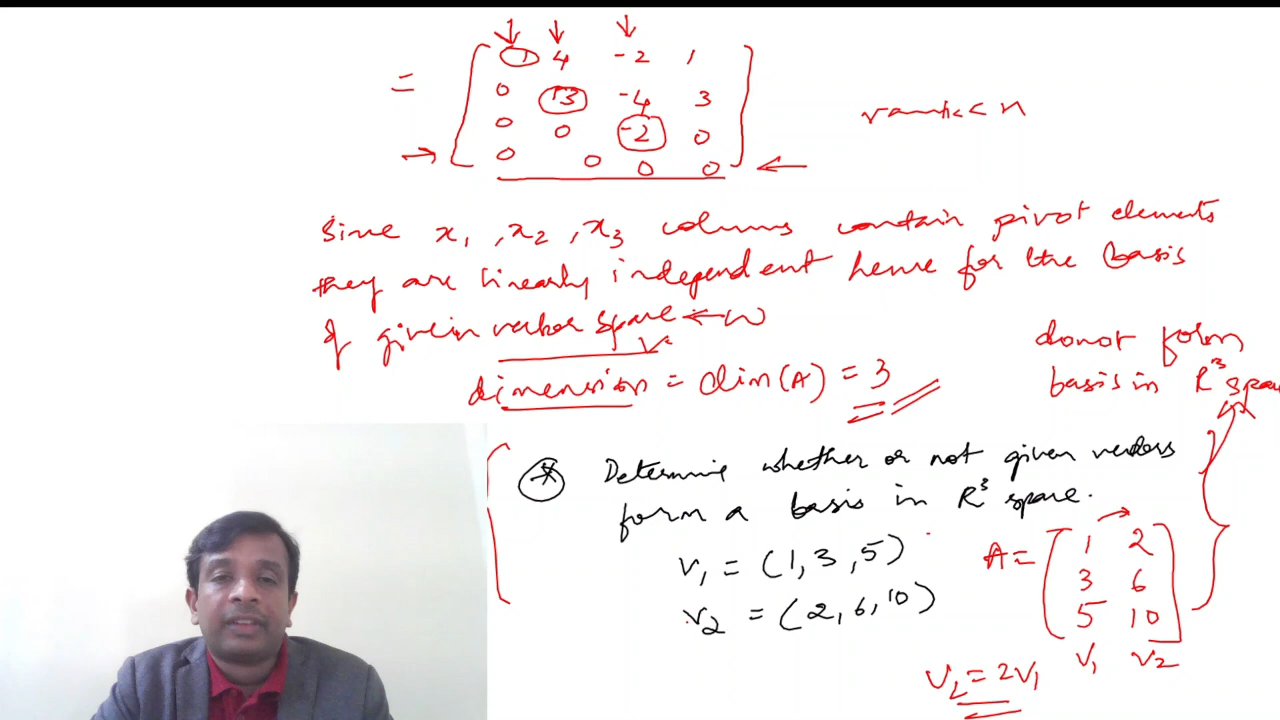 = [ 1 4 -2 1
0 13 -4 3
0 0 -2 0
→ 0 0 0 0 ] ←
rank < n
Since x₁, x₂, x₃ columns contain pivot elements
they are linearly independent hence for the basis
of given vector space ← W
dimension = dim(A) = 3
do not form
basis in R³ spa
* Determine whether or not given vectors
form a basis in R³ space.
v₁ = (1, 3, 5)
v₂ = (2, 6, 10)
A = [ 1 2
3 6
5 10 ]
v₁ v₂
v₂ = 2v₁